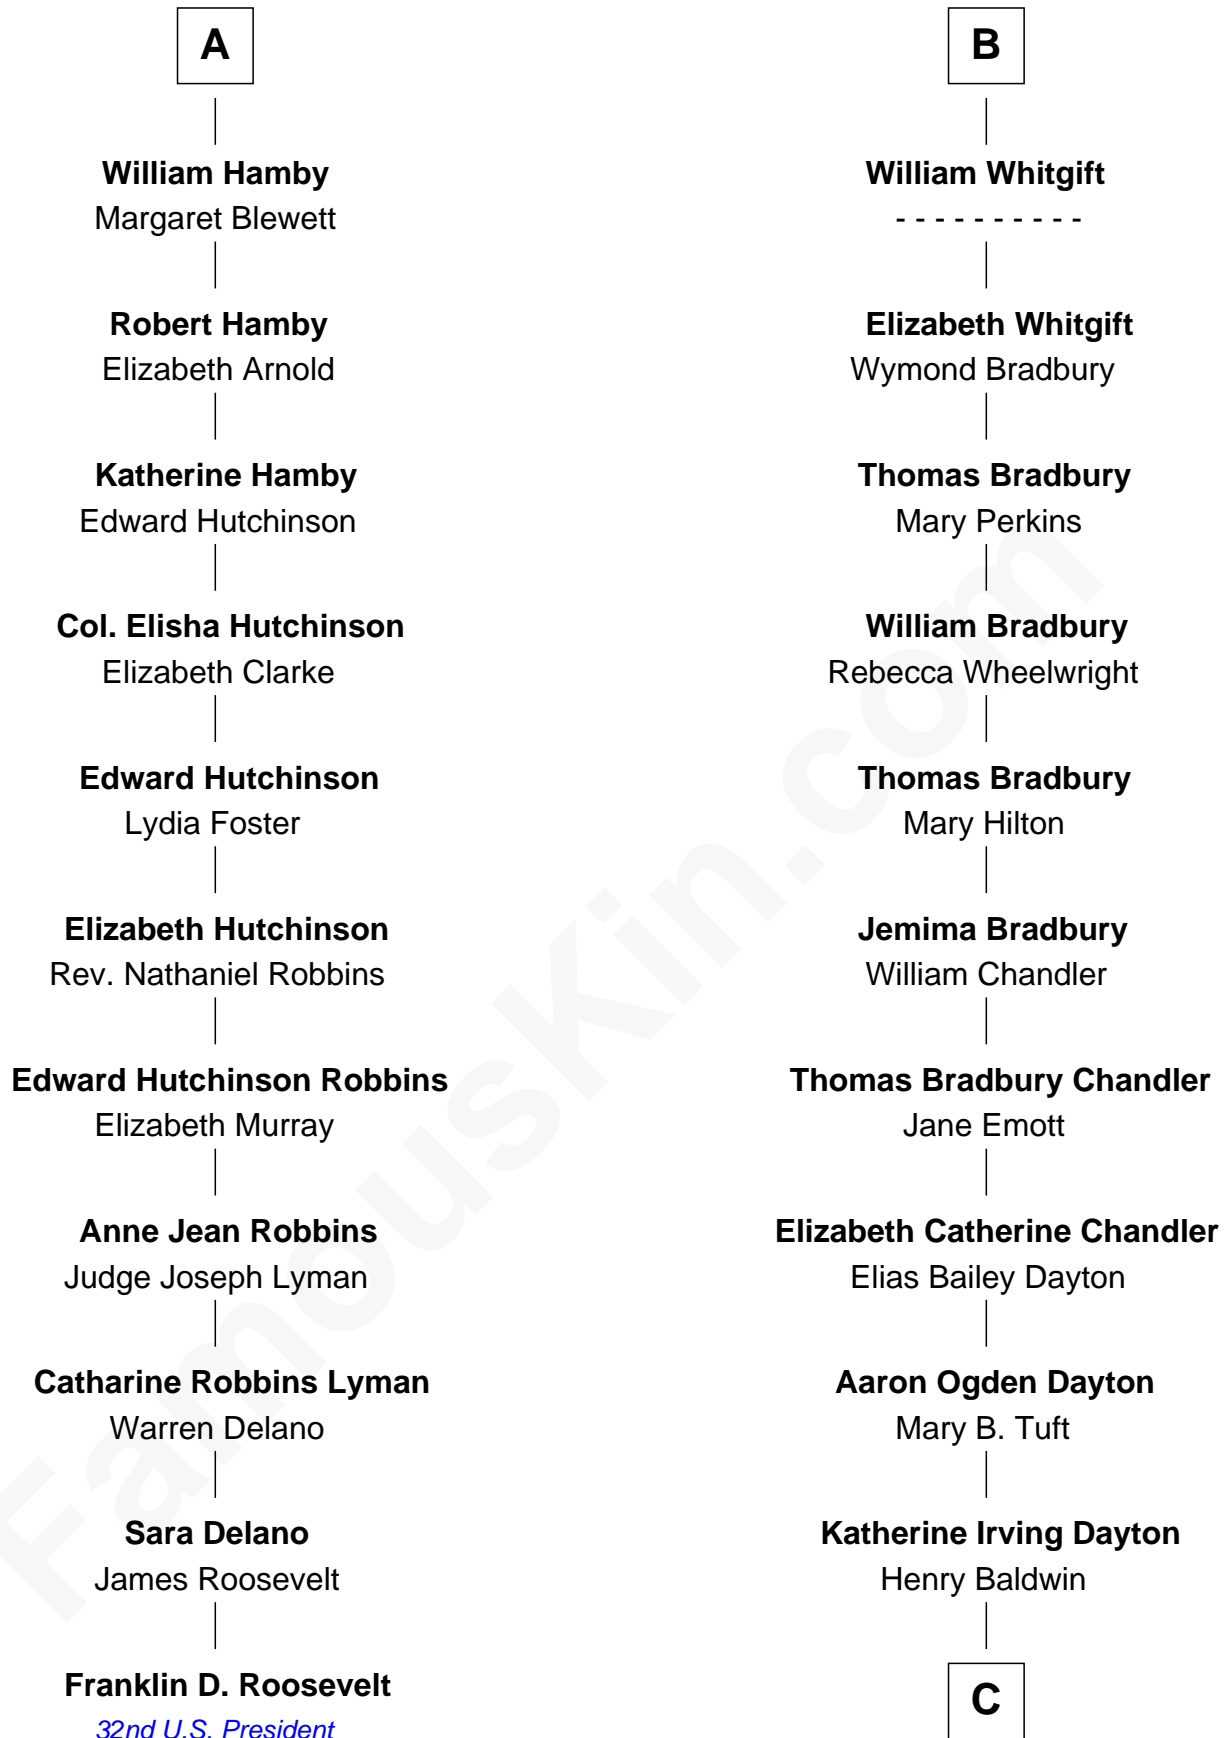 A
William Hamby
Margaret Blewett
Robert Hamby
Elizabeth Arnold
Katherine Hamby
Edward Hutchinson
Col. Elisha Hutchinson
Elizabeth Clarke
Edward Hutchinson
Lydia Foster
Elizabeth Hutchinson
Rev. Nathaniel Robbins
Edward Hutchinson Robbins
Elizabeth Murray
Anne Jean Robbins
Judge Joseph Lyman
Catharine Robbins Lyman
Warren Delano
Sara Delano
James Roosevelt
Franklin D. Roosevelt
32nd U.S. President
B
William Whitgift
- - - - - - - - - -
Elizabeth Whitgift
Wymond Bradbury
Thomas Bradbury
Mary Perkins
William Bradbury
Rebecca Wheelwright
Thomas Bradbury
Mary Hilton
Jemima Bradbury
William Chandler
Thomas Bradbury Chandler
Jane Emott
Elizabeth Catherine Chandler
Elias Bailey Dayton
Aaron Ogden Dayton
Mary B. Tuft
Katherine Irving Dayton
Henry Baldwin
C
FamousKin.com